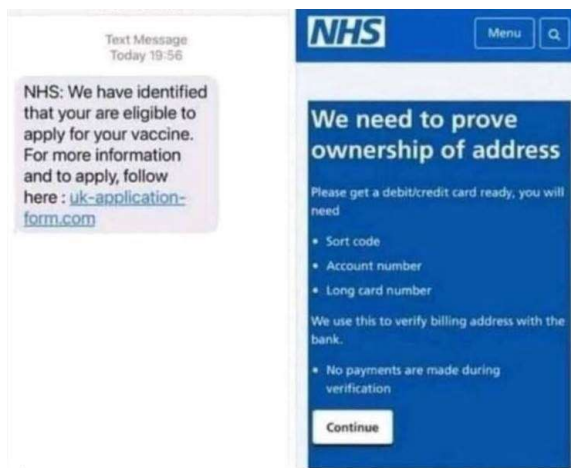 Text Message
Today 19:56
NHS: We have identified
that your are eligible to
apply for your vaccine.
For more information
and to apply, follow
here : uk-application-
form.com
NHS
Menu
We need to prove
ownership of address
Please get a debit/credit card ready, you will
need
• Sort code
• Account number
• Long card number
We use this to verify billing address with the
bank.
• No payments are made during
verification
Continue